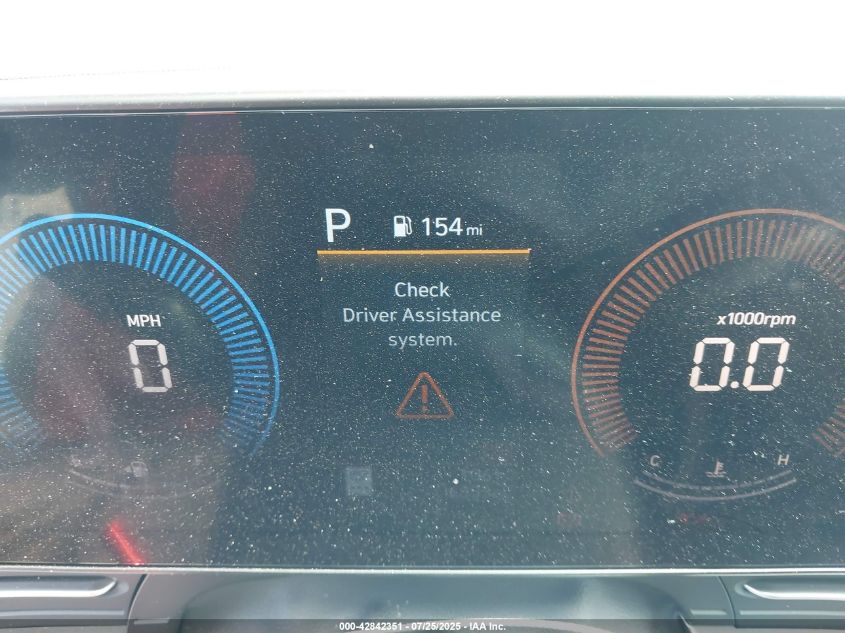 P 154 mi
Check
Driver Assistance
system.
MPH
0
x1000rpm
0.0
F
C H
000-42842351 - 07/25/2025 - IAA Inc.